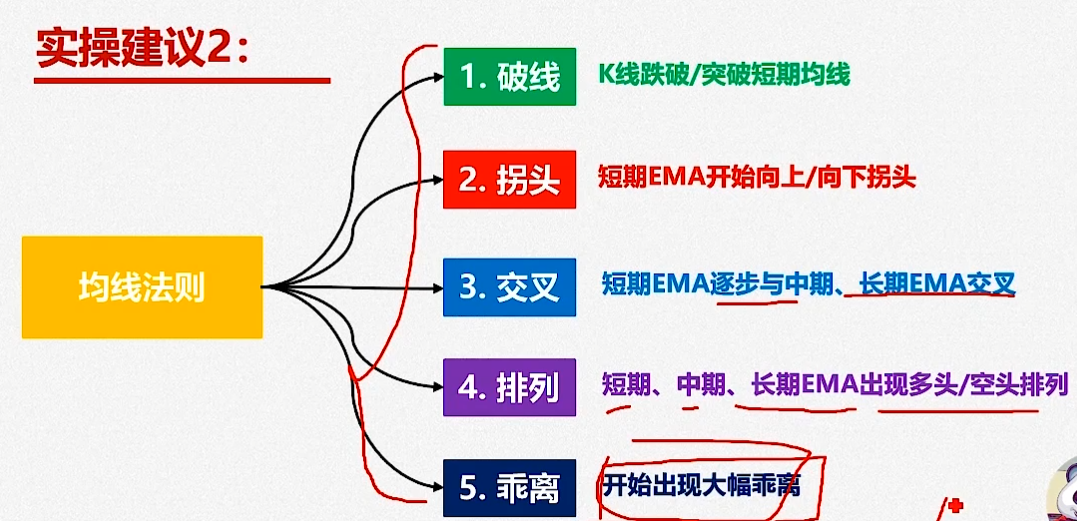 实操建议2：
均线法则
1. 破线
K线跌破/突破短期均线
2. 拐头
短期EMA开始向上/向下拐头
3. 交叉
短期EMA逐步与中期、长期EMA交叉
4. 排列
短期、中期、长期EMA出现多头/空头排列
5. 乖离
开始出现大幅乖离